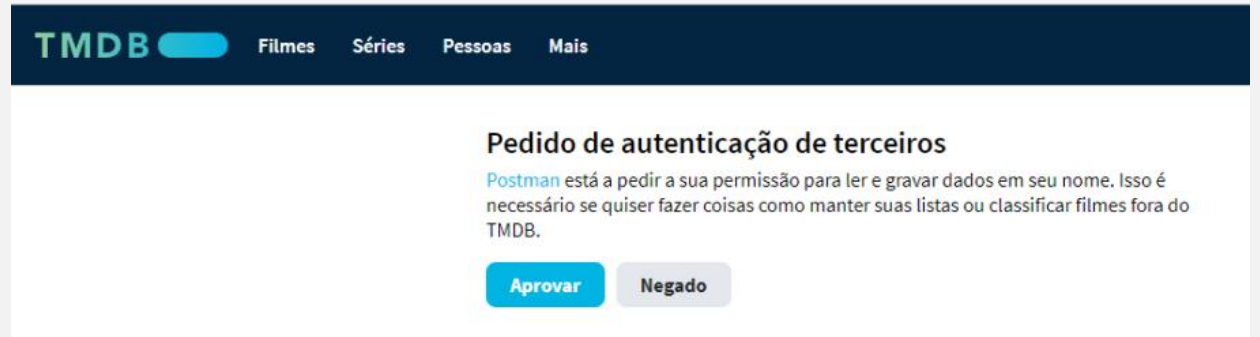 TMDB Filmes Séries Pessoas Mais
Pedido de autenticação de terceiros
Postman está a pedir a sua permissão para ler e gravar dados em seu nome. Isso é
necessário se quiser fazer coisas como manter suas listas ou classificar filmes fora do
TMDB.
Aprovar Negado